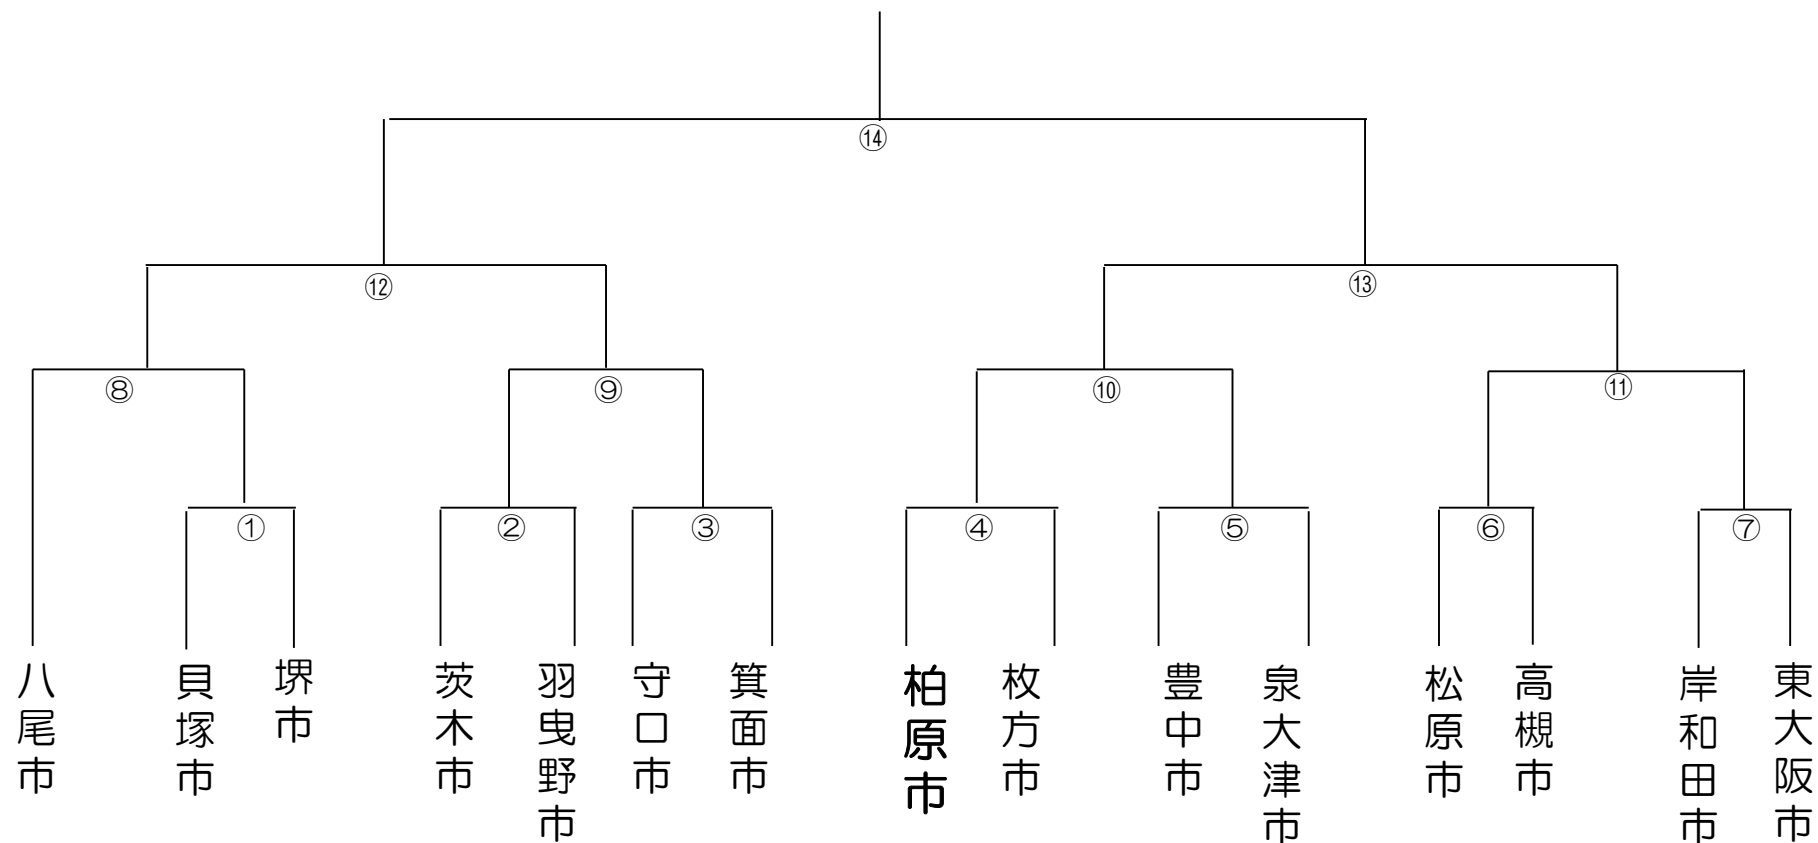 ⑭
⑫
⑬
⑧
⑨
⑩
⑪
①
②
③
④
⑤
⑥
⑦
八尾市
貝塚市
堺市
茨木市
羽曳野市
守口市
箕面市
柏原市
枚方市
豊中市
泉大津市
松原市
高槻市
岸和田市
東大阪市